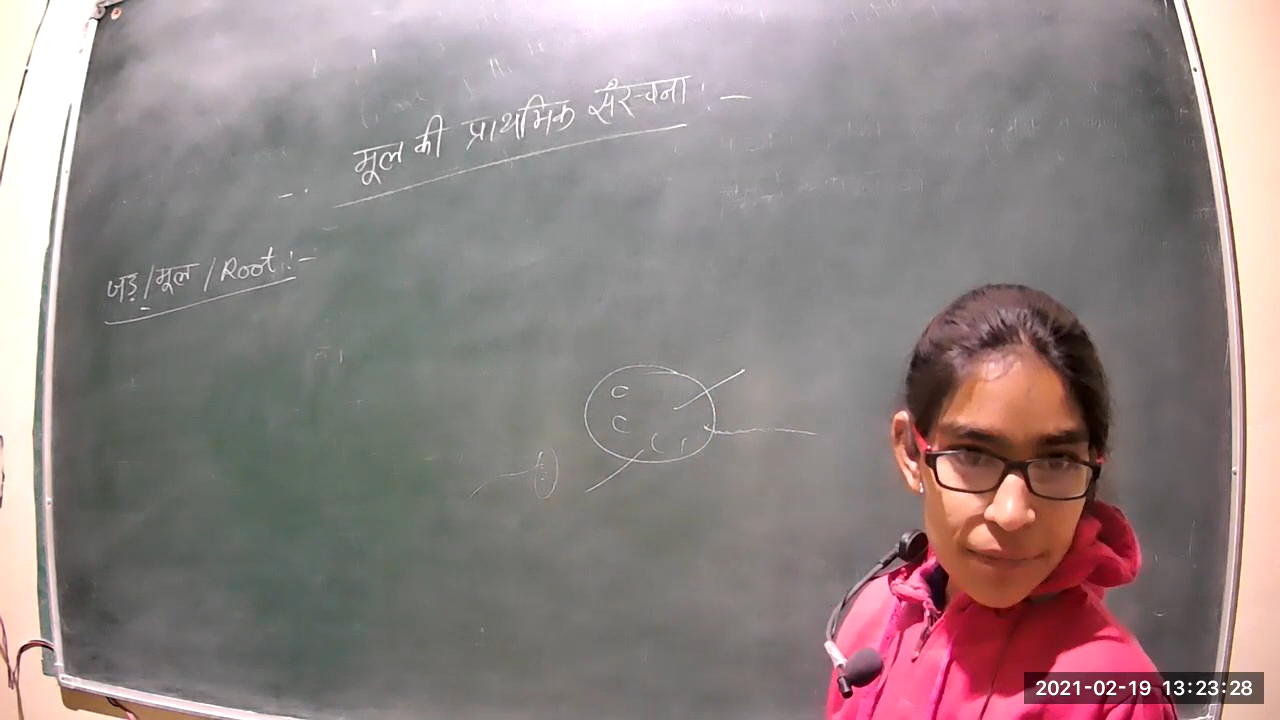 मूल की प्राथमिक संरचना :-
जड़/मूल/Root :-
2021-02-19 13:23:28